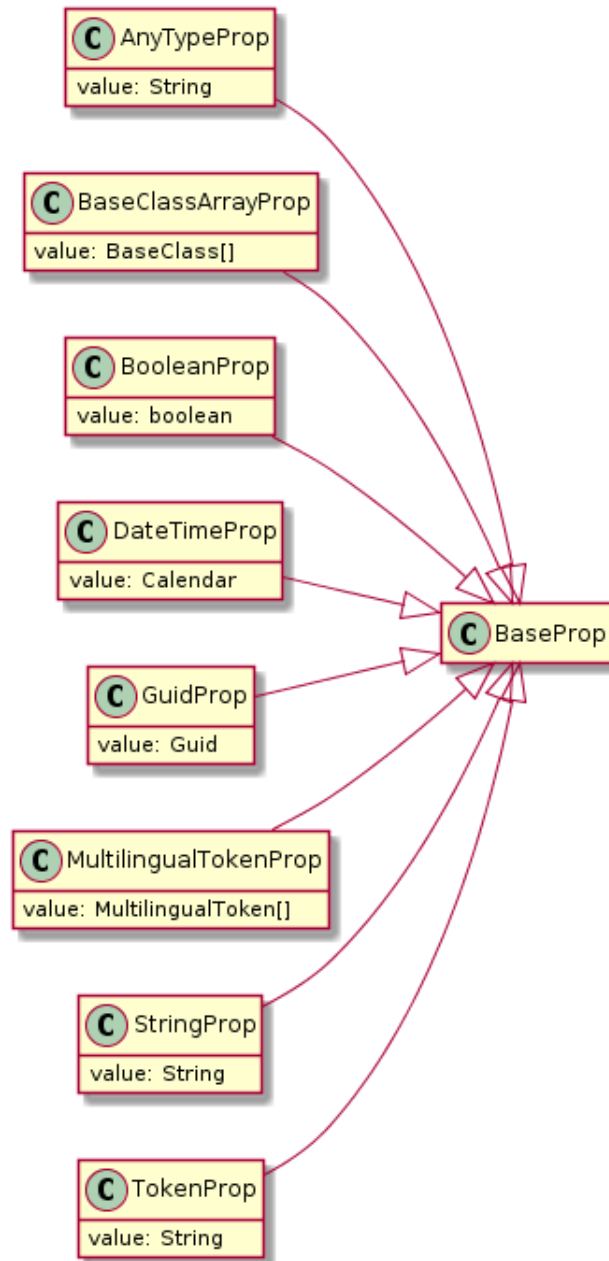 C AnyTypeProp
value: String
C BaseClassArrayProp
value: BaseClass[]
C BooleanProp
value: boolean
C DateTimeProp
value: Calendar
C BaseProp
C GuidProp
value: Guid
C MultilingualTokenProp
value: MultilingualToken[]
C StringProp
value: String
C TokenProp
value: String